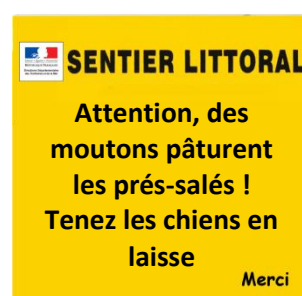 SENTIER LITTORAL
Attention, des
moutons pâturent
les prés-salés !
Tenez les chiens en
laisse
Merci